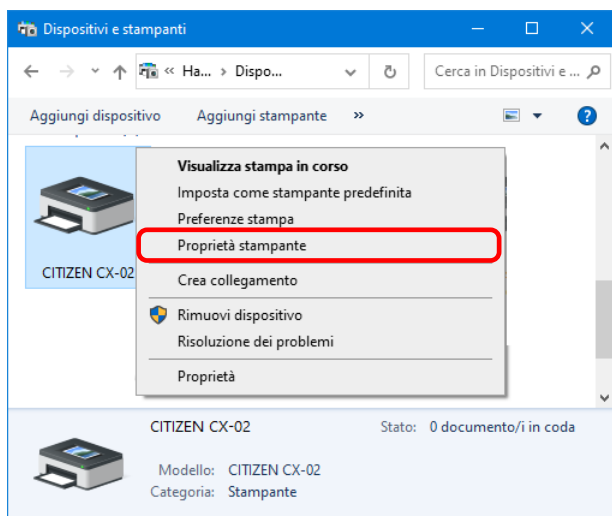 Dispositivi e stampanti
« Ha... › Dispo...
Cerca in Dispositivi e ...
Aggiungi dispositivo Aggiungi stampante »
CITIZEN CX-02
Visualizza stampa in corso
Imposta come stampante predefinita
Preferenze stampa
Proprietà stampante
Crea collegamento
Rimuovi dispositivo
Risoluzione dei problemi
Proprietà
CITIZEN CX-02 Stato: 0 documento/i in coda
Modello: CITIZEN CX-02
Categoria: Stampante